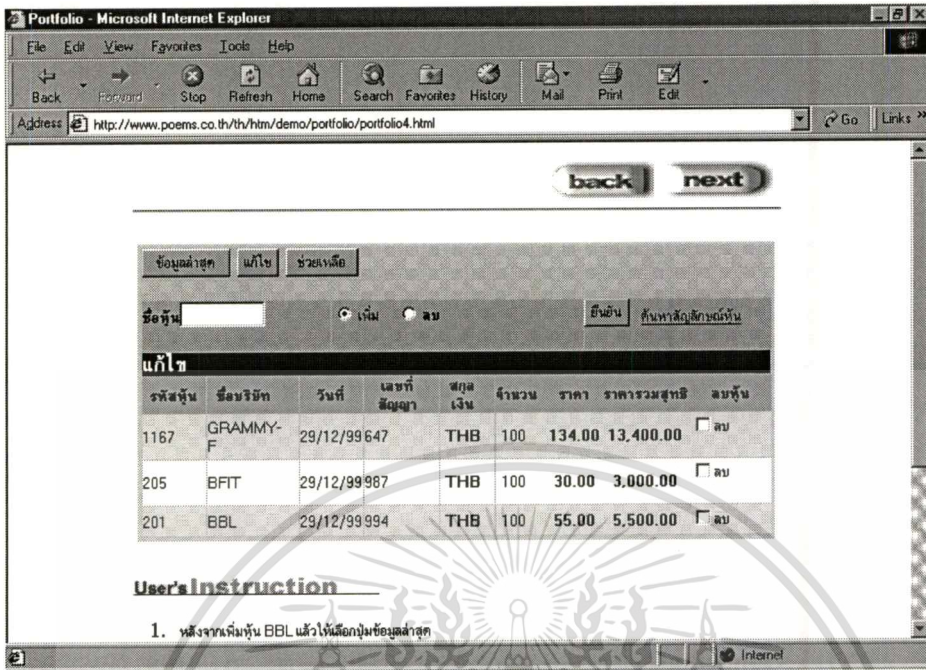 Portfolio - Microsoft Internet Explorer
File Edit View Favorites Tools Help
Back Forward Stop Refresh Home Search Favorites History Mail Print Edit
Address http://www.poems.co.th/th/htm/demo/portfolio/portfolio4.html Go Links »
back next
ข้อมูลล่าสุด แก้ไข ช่วยเหลือ
ชื่อหุ้น เพิ่ม ลบ ยืนยัน ค้นหาสัญลักษณ์หุ้น
แก้ไข
รหัสหุ้น ชื่อบริษัท วันที่ เลขที่สัญญา สกุลเงิน จำนวน ราคา ราคารวมสุทธิ ลบหุ้น
1167 GRAMMY-F 29/12/99 647 THB 100 134.00 13,400.00 ลบ
205 BFIT 29/12/99 987 THB 100 30.00 3,000.00 ลบ
201 BBL 29/12/99 994 THB 100 55.00 5,500.00 ลบ
User's Instruction
1. หลังจากเพิ่มหุ้น BBL แล้วให้เลือกปุ่มข้อมูลล่าสุด
Internet